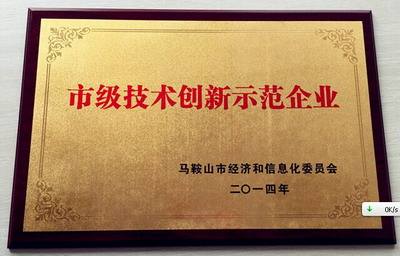 市级技术创新示范企业
马鞍山市经济和信息化委员会
二〇一四年
0K/s